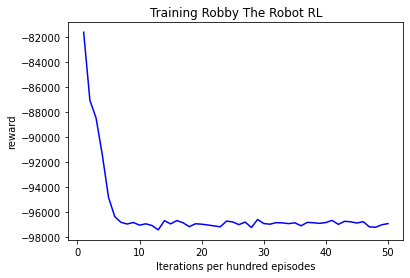 Training Robby The Robot RL
−82000
−84000
−86000
−88000
−90000
−92000
−94000
−96000
−98000
reward
0 10 20 30 40 50
Iterations per hundred episodes